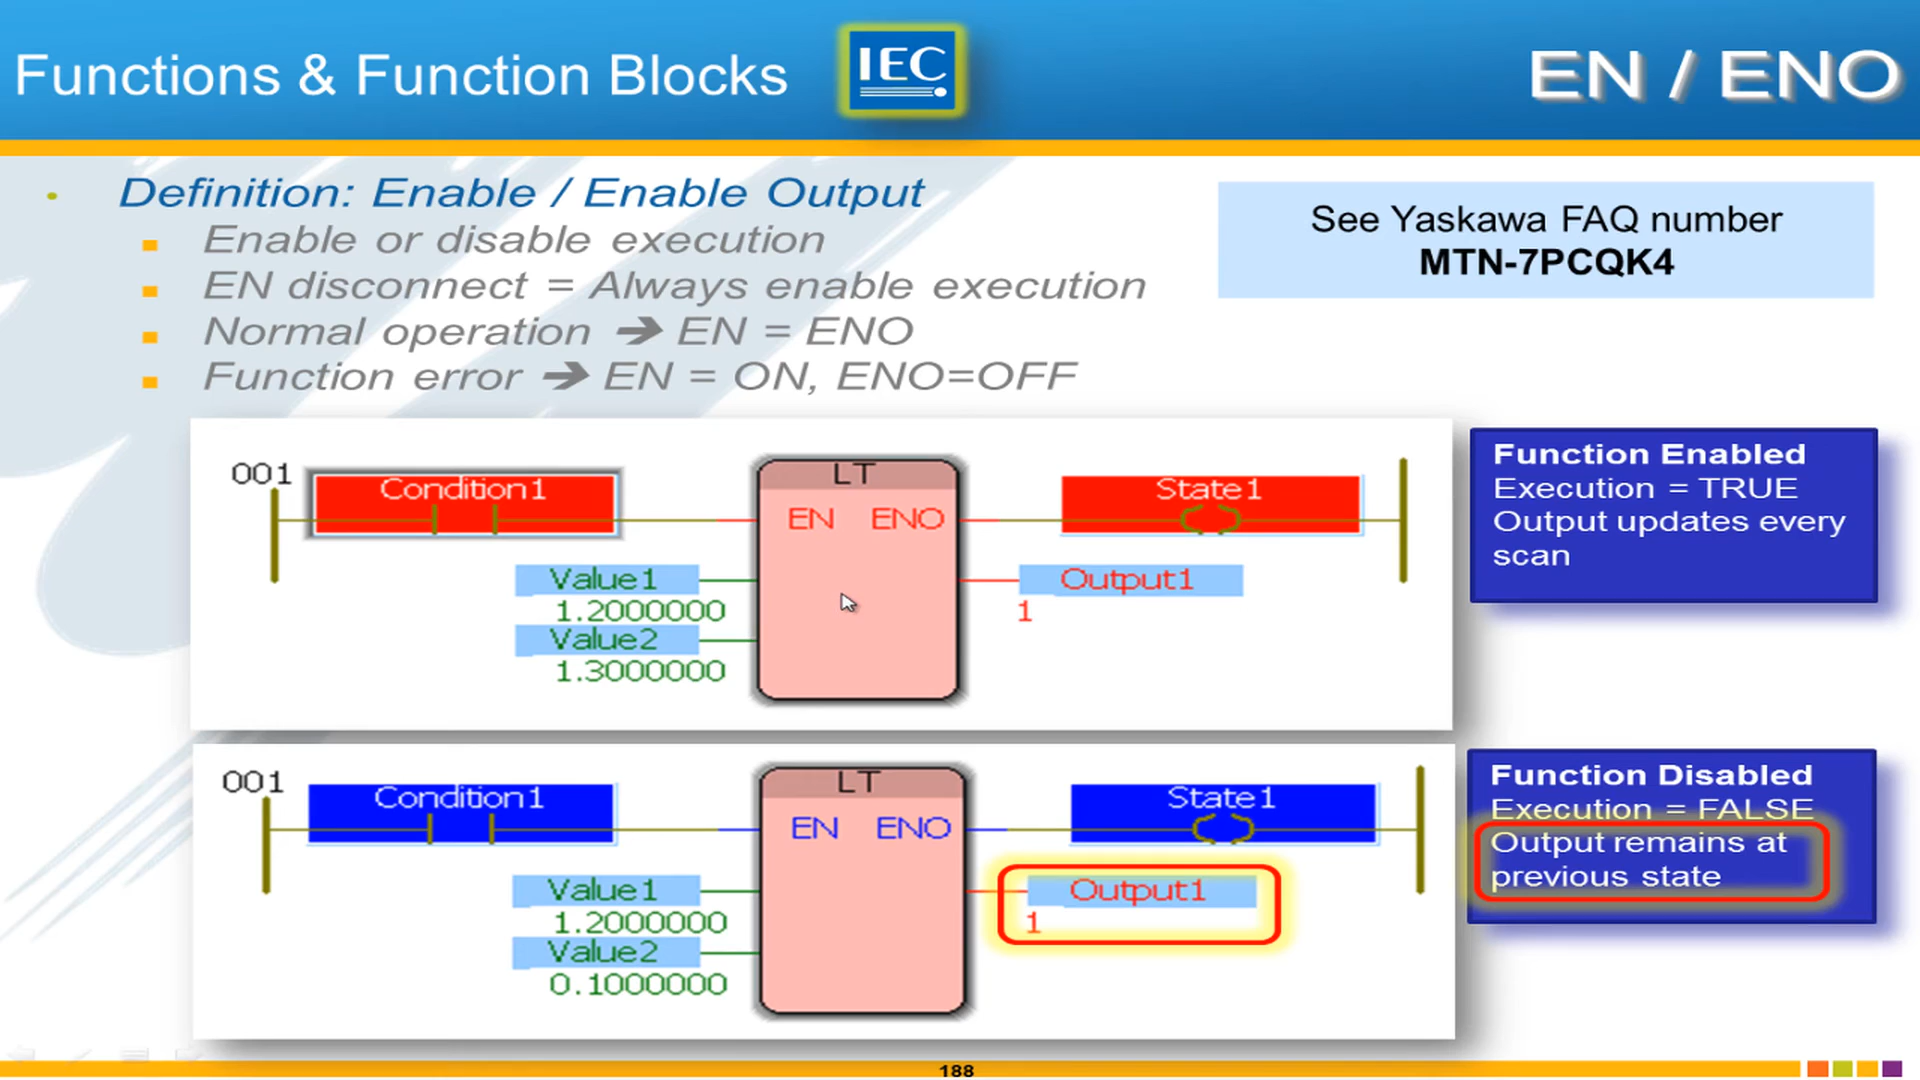 Functions & Function Blocks
IEC
EN / ENO
Definition: Enable / Enable Output
Enable or disable execution
EN disconnect = Always enable execution
Normal operation ➔ EN = ENO
Function error ➔ EN = ON, ENO=OFF
See Yaskawa FAQ number
MTN-7PCQK4
001
Condition1
LT
EN ENO
State1
Value1
1.2000000
Value2
1.3000000
Output1
1
Function Enabled
Execution = TRUE
Output updates every
scan
001
Condition1
LT
EN ENO
State1
Value1
1.2000000
Value2
0.1000000
Output1
1
Function Disabled
Execution = FALSE
Output remains at
previous state
188